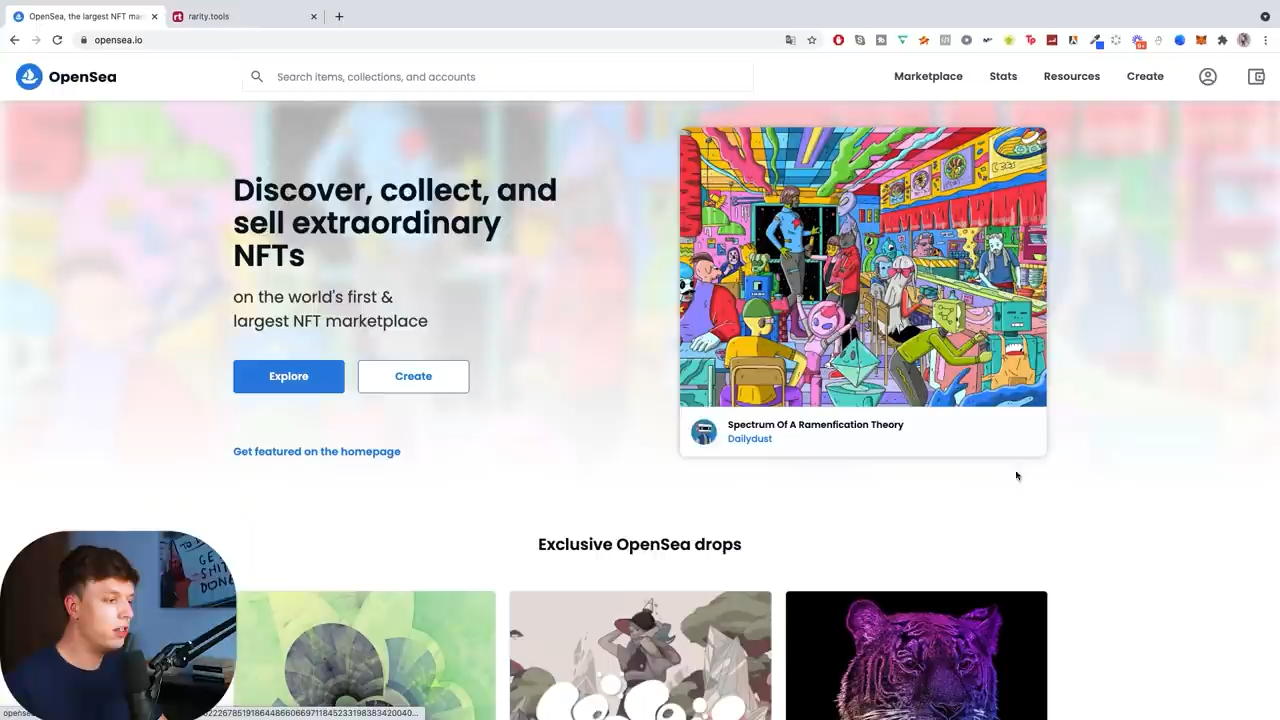 OpenSea, the largest NFT mar
rarity.tools
opensea.io
OpenSea
Search items, collections, and accounts
Marketplace
Stats
Resources
Create
Discover, collect, and
sell extraordinary
NFTs
on the world's first &
largest NFT marketplace
Explore
Create
Get featured on the homepage
Spectrum Of A Ramenfication Theory
Dailydust
Exclusive OpenSea drops